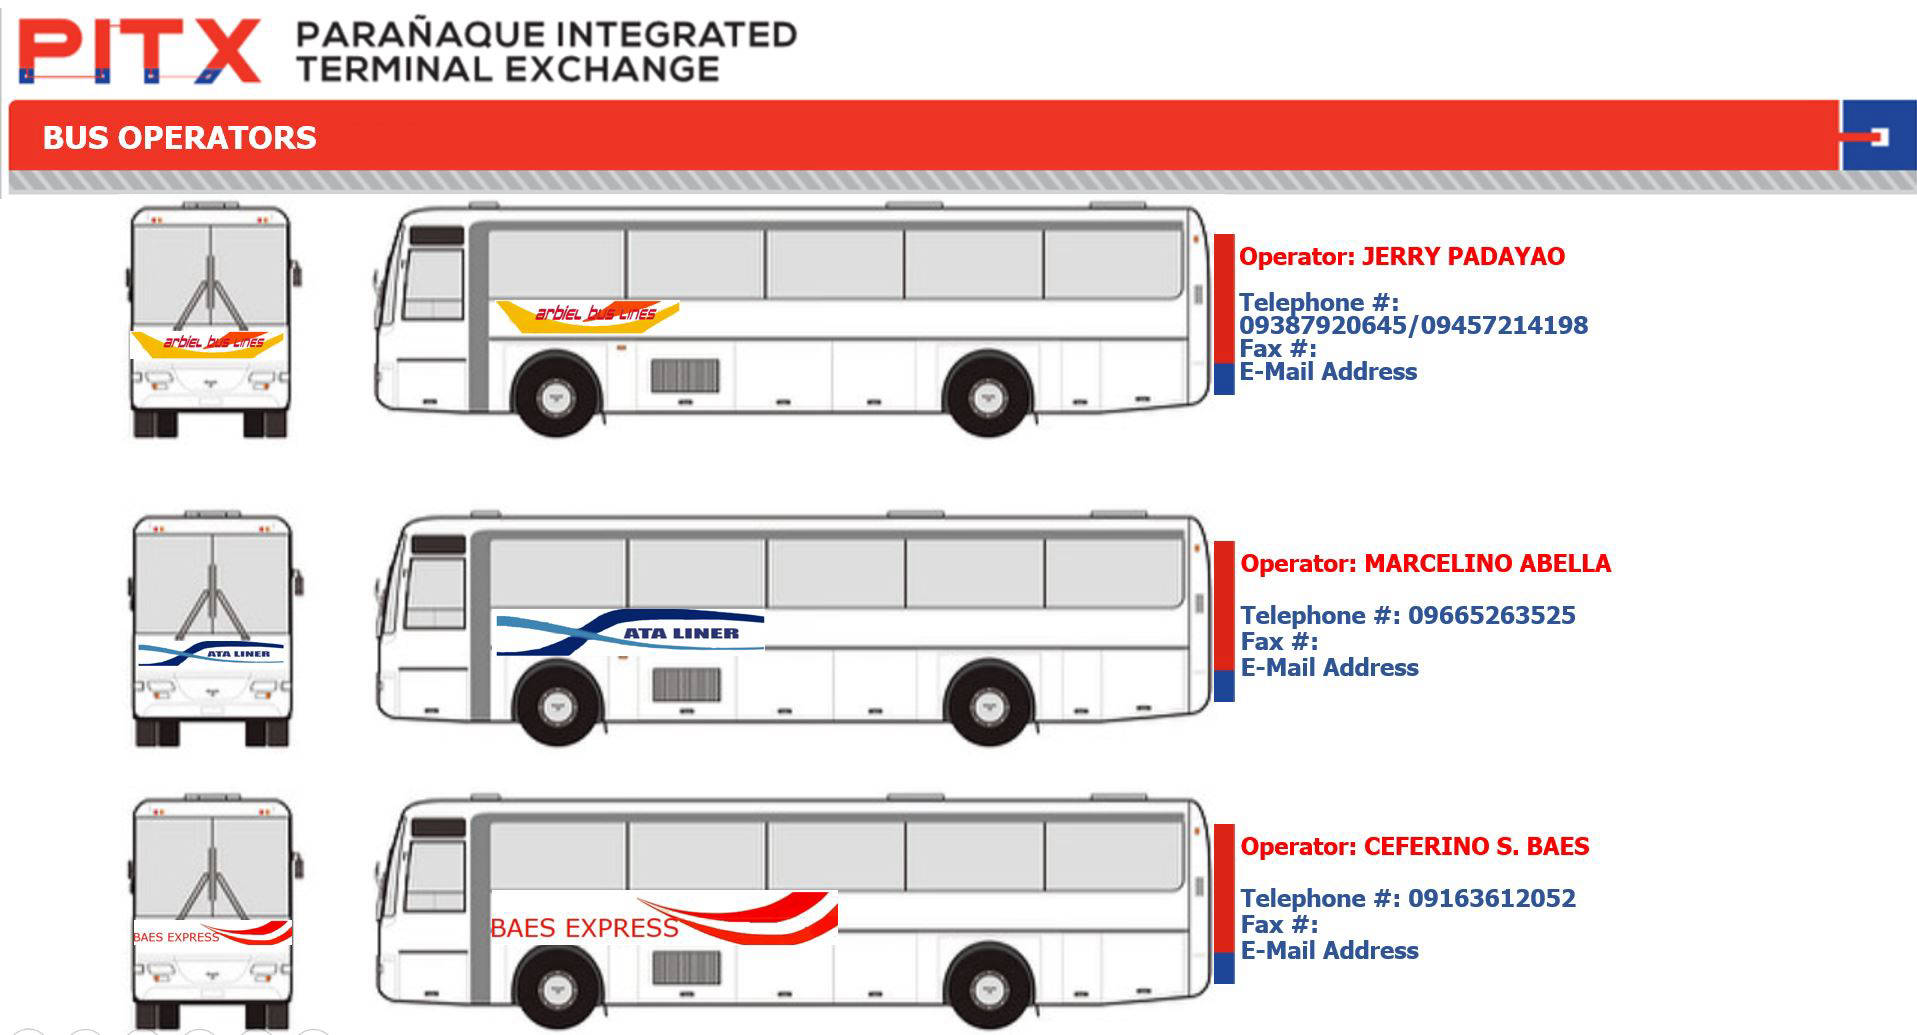 PITX
PARAÑAQUE INTEGRATED
TERMINAL EXCHANGE
BUS OPERATORS
arbiel bus lines
arbiel bus lines
Operator: JERRY PADAYAO
Telephone #:
09387920645/09457214198
Fax #:
E-Mail Address
ATA LINER
ATA LINER
Operator: MARCELINO ABELLA
Telephone #: 09665263525
Fax #:
E-Mail Address
BAES EXPRESS
BAES EXPRESS
Operator: CEFERINO S. BAES
Telephone #: 09163612052
Fax #:
E-Mail Address